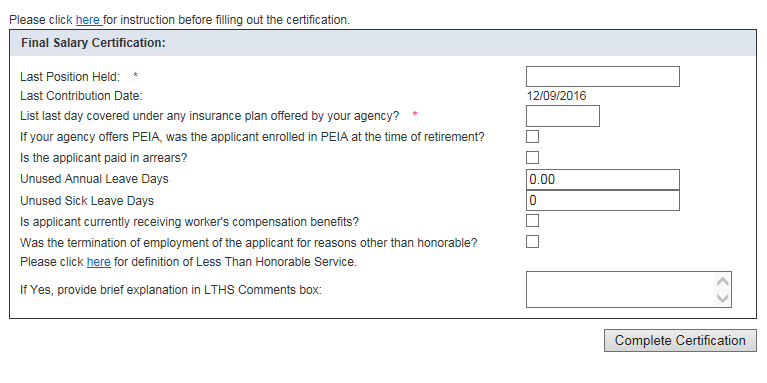 Please click here for instruction before filling out the certification.
Final Salary Certification:
Last Position Held: *
Last Contribution Date: 12/09/2016
List last day covered under any insurance plan offered by your agency? *
If your agency offers PEIA, was the applicant enrolled in PEIA at the time of retirement?
Is the applicant paid in arrears?
Unused Annual Leave Days 0.00
Unused Sick Leave Days 0
Is applicant currently receiving worker's compensation benefits?
Was the termination of employment of the applicant for reasons other than honorable?
Please click here for definition of Less Than Honorable Service.
If Yes, provide brief explanation in LTHS Comments box:
Complete Certification